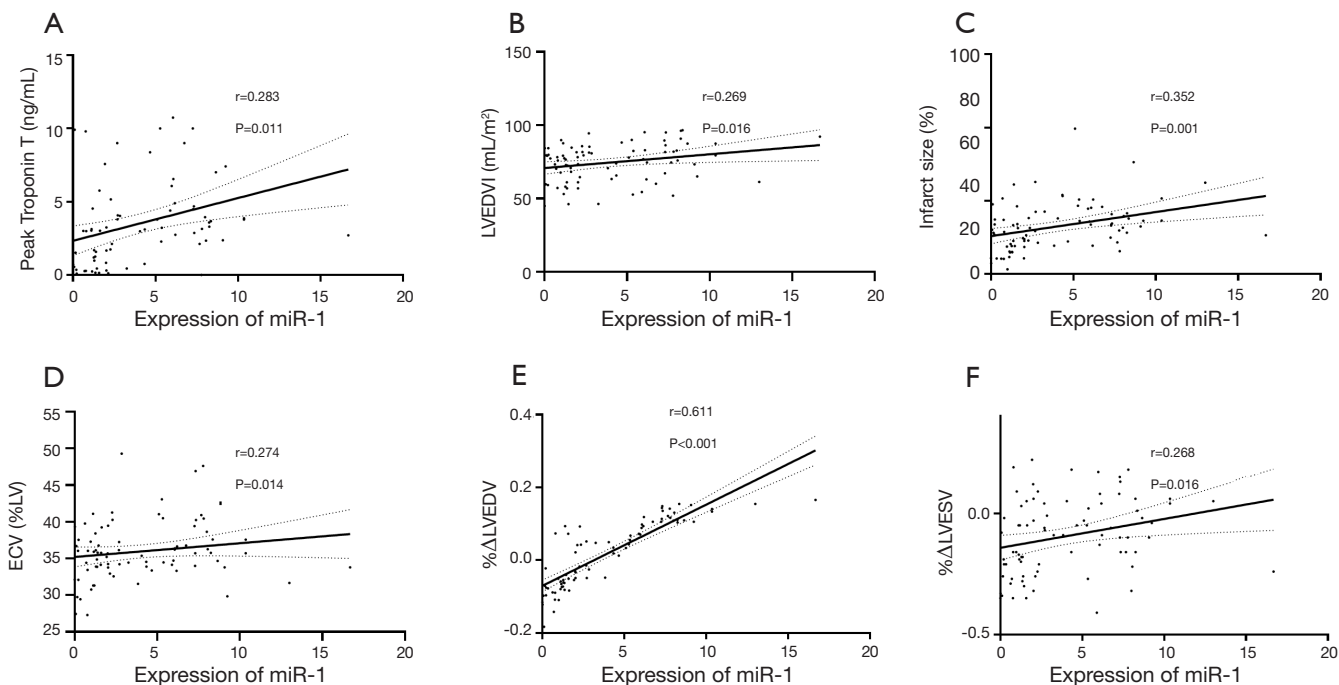 A
Peak Troponin T (ng/mL)
15
10
5
0
r=0.283
P=0.011
0 5 10 15 20
Expression of miR-1
B
LVEDVI (mL/m²)
150
100
50
0
r=0.269
P=0.016
0 5 10 15 20
Expression of miR-1
C
Infarct size (%)
100
80
60
40
20
0
r=0.352
P=0.001
0 5 10 15 20
Expression of miR-1
D
ECV (%LV)
55
50
45
40
35
30
25
r=0.274
P=0.014
0 5 10 15 20
Expression of miR-1
E
%ΔLVEDV
0.4
0.2
0.0
-0.2
r=0.611
P<0.001
0 5 10 15 20
Expression of miR-1
F
%ΔLVESV
0.0
-0.5
r=0.268
P=0.016
0 5 10 15 20
Expression of miR-1